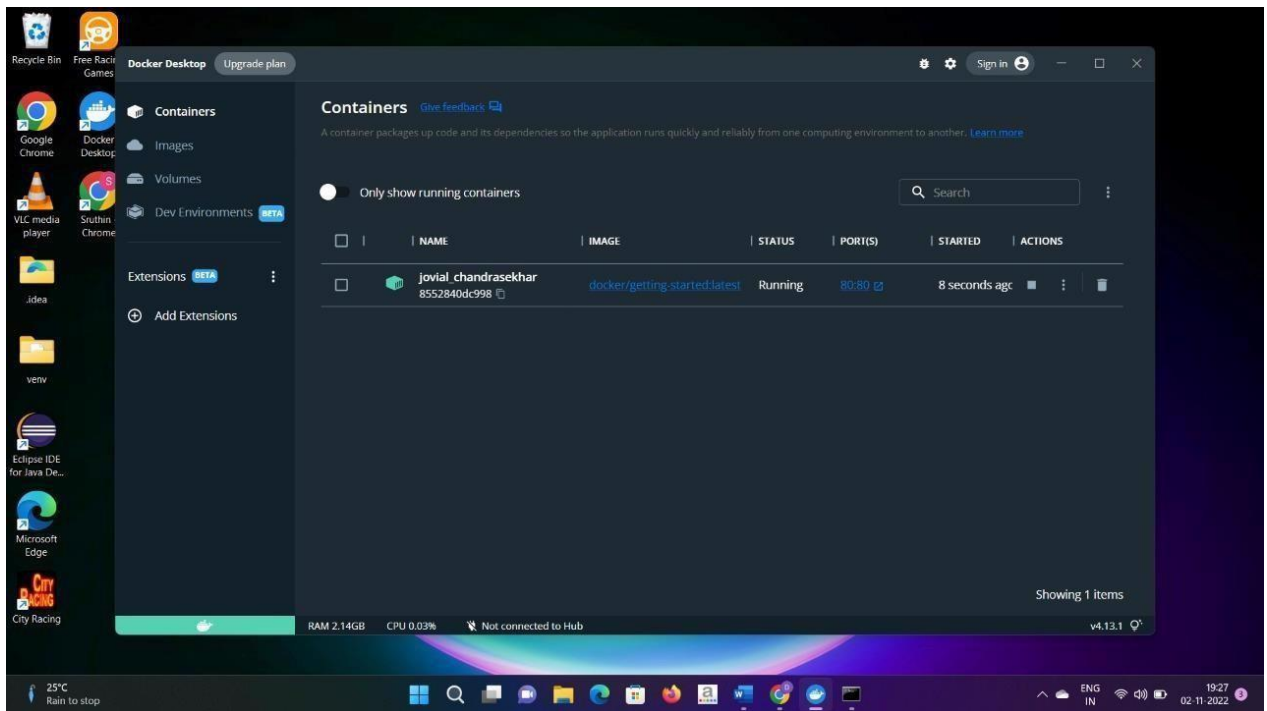 Recycle Bin
Free Racin
Games
Google
Chrome
Docker
Desktop
VLC media
player
Sruthin -
Chrome
.idea
venv
Eclipse IDE
for Java De...
Microsoft
Edge
CITY
RACING
City Racing
Docker Desktop
Upgrade plan
Sign in
Containers
Images
Volumes
Dev Environments BETA
Extensions BETA
Add Extensions
Containers Give feedback
A container packages up code and its dependencies so the application runs quickly and reliably from one computing environment to another. Learn more
Only show running containers
Search
NAME IMAGE STATUS PORT(S) STARTED ACTIONS
jovial_chandrasekhar docker/getting-started:latest Running 80:80 8 seconds agc
8552840dc998
Showing 1 items
RAM 2.14GB CPU 0.03% Not connected to Hub v4.13.1
25°C
Rain to stop
a
W
S
D
ENG
IN
19:27
02-11-2022
3